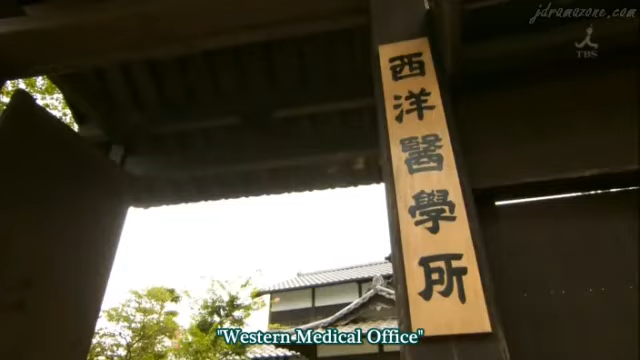 jdramazone.com
TBS
西洋醫學所
"Western Medical Office"